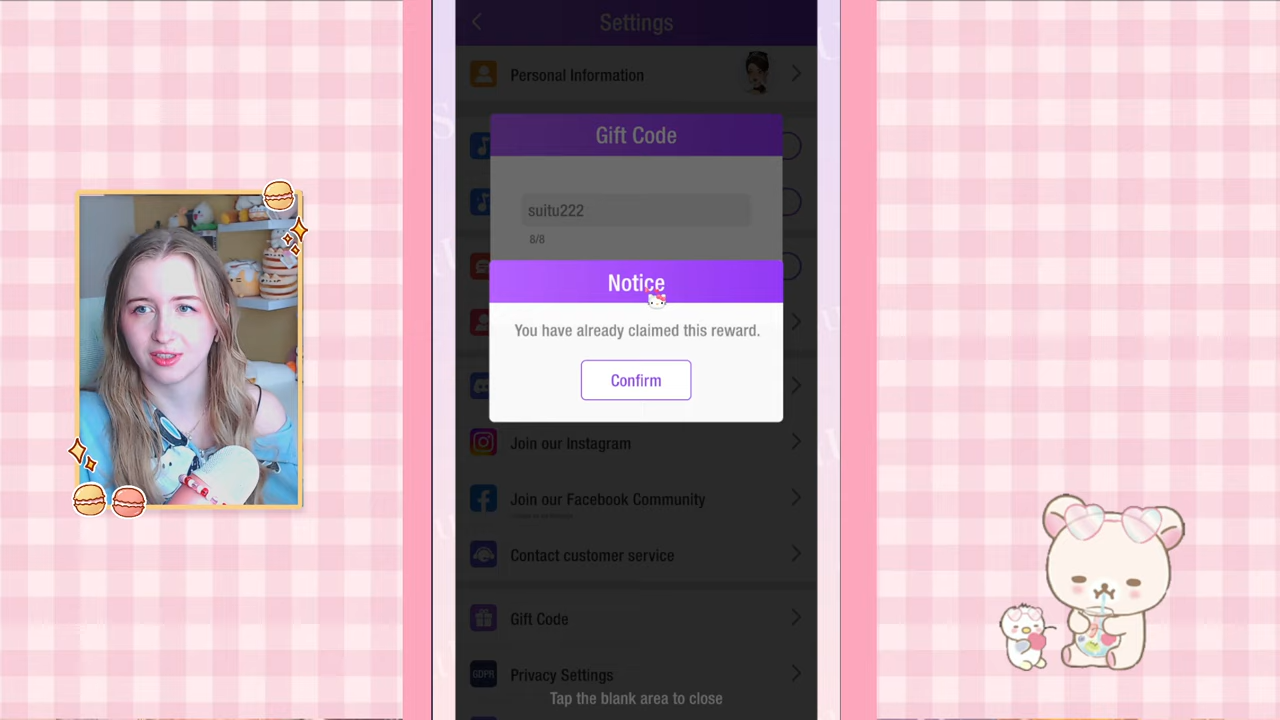 Settings
Personal Information
Gift Code
suitu222
8/8
Notice
You have already claimed this reward.
Confirm
Join our Instagram
Join our Facebook Community
Contact customer service
Gift Code
GDPR
Privacy Settings
Tap the blank area to close